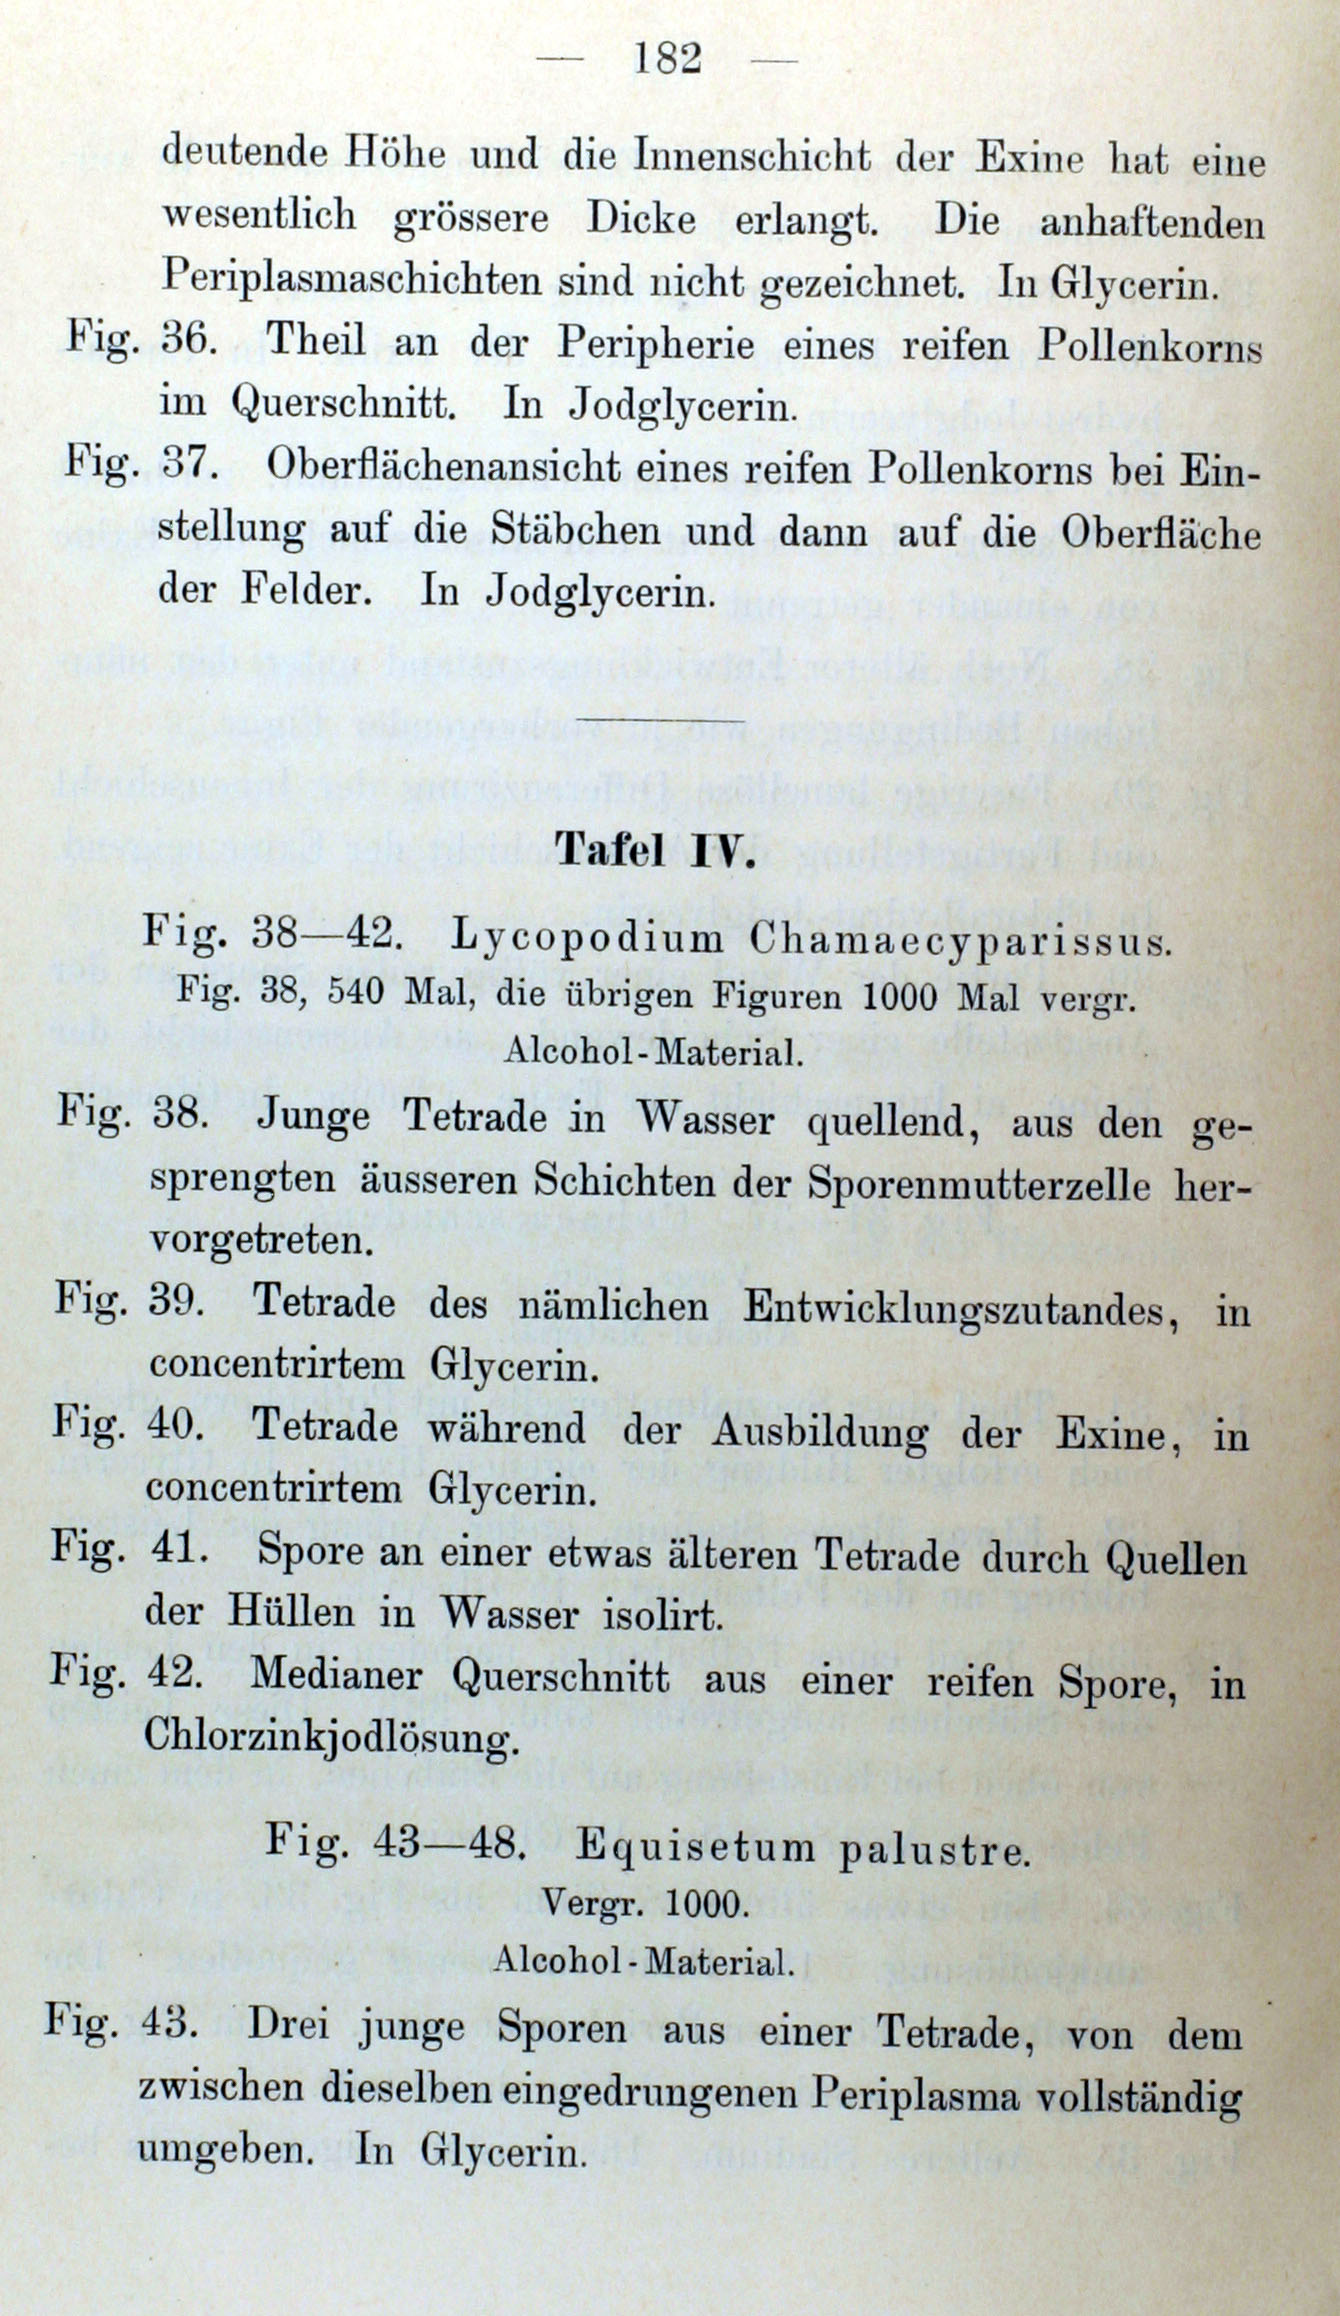 — 182 —
deutende Höhe und die Innenschicht der Exine hat eine
wesentlich grössere Dicke erlangt. Die anhaftenden
Periplasmaschichten sind nicht gezeichnet. In Glycerin.
Fig. 36. Theil an der Peripherie eines reifen Pollenkorns
im Querschnitt. In Jodglycerin.
Fig. 37. Oberflächenansicht eines reifen Pollenkorns bei Ein-
stellung auf die Stäbchen und dann auf die Oberfläche
der Felder. In Jodglycerin.
Tafel IV.
Fig. 38—42. Lycopodium Chamaecyparissus.
Fig. 38, 540 Mal, die übrigen Figuren 1000 Mal vergr.
Alcohol-Material.
Fig. 38. Junge Tetrade in Wasser quellend, aus den ge-
sprengten äusseren Schichten der Sporenmutterzelle her-
vorgetreten.
Fig. 39. Tetrade des nämlichen Entwicklungszutandes, in
concentrirtem Glycerin.
Fig. 40. Tetrade während der Ausbildung der Exine, in
concentrirtem Glycerin.
Fig. 41. Spore an einer etwas älteren Tetrade durch Quellen
der Hüllen in Wasser isolirt.
Fig. 42. Medianer Querschnitt aus einer reifen Spore, in
Chlorzinkjodlösung.
Fig. 43—48. Equisetum palustre.
Vergr. 1000.
Alcohol-Material.
Fig. 43. Drei junge Sporen aus einer Tetrade, von dem
zwischen dieselben eingedrungenen Periplasma vollständig
umgeben. In Glycerin.